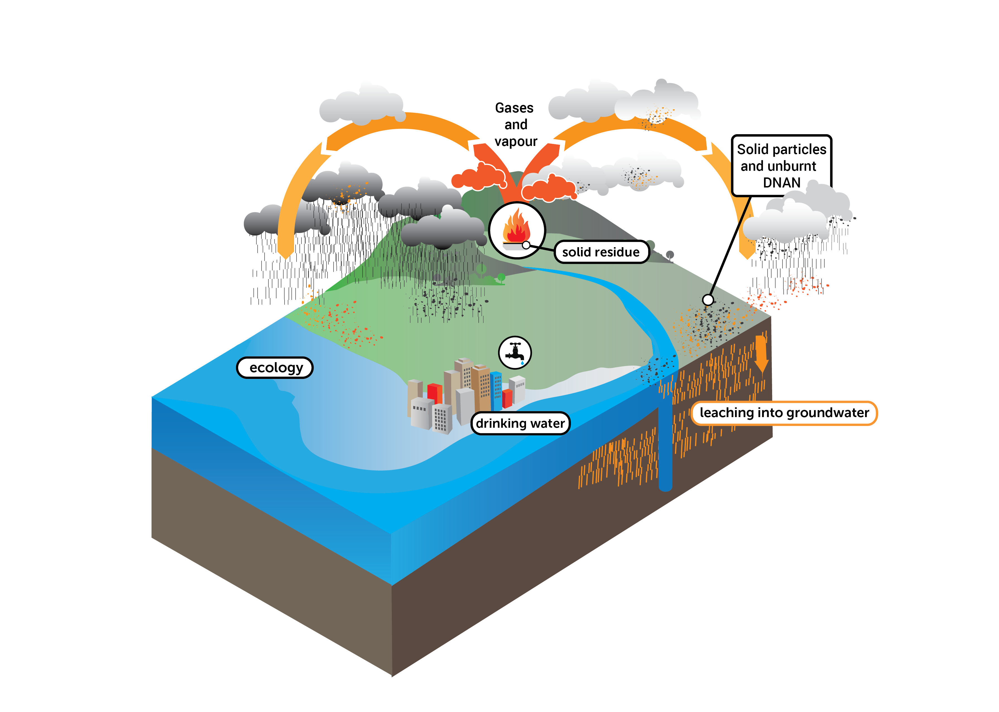 Gases
and
vapour
Solid particles
and unburnt
DNAN
solid residue
ecology
drinking water
leaching into groundwater